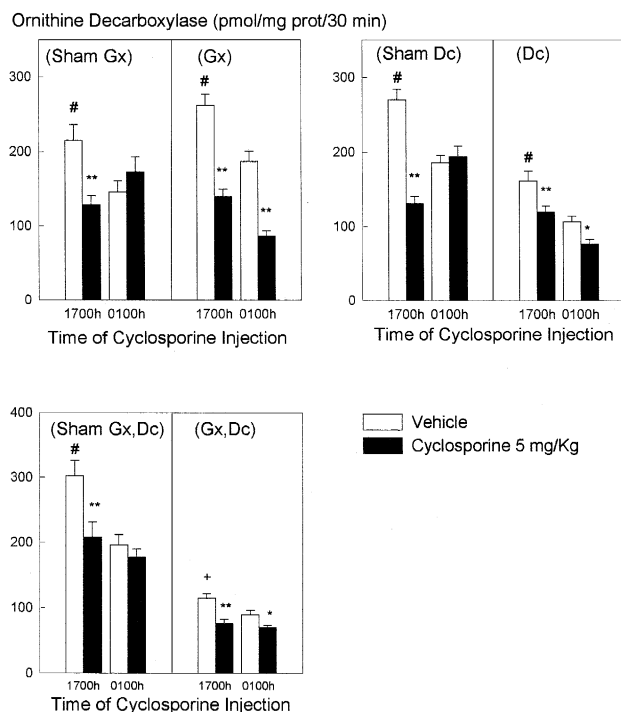 Ornithine Decarboxylase (pmol/mg prot/30 min)
(Sham Gx) (Gx)
300
200
100
0
# ** # ** **
1700h 0100h 1700h 0100h
Time of Cyclosporine Injection
(Sham Dc) (Dc)
300
200
100
0
# ** # ** *
1700h 0100h 1700h 0100h
Time of Cyclosporine Injection
(Sham Gx,Dc) (Gx,Dc)
400
300
200
100
0
# ** + ** *
1700h 0100h 1700h 0100h
Time of Cyclosporine Injection
Vehicle
Cyclosporine 5 mg/Kg